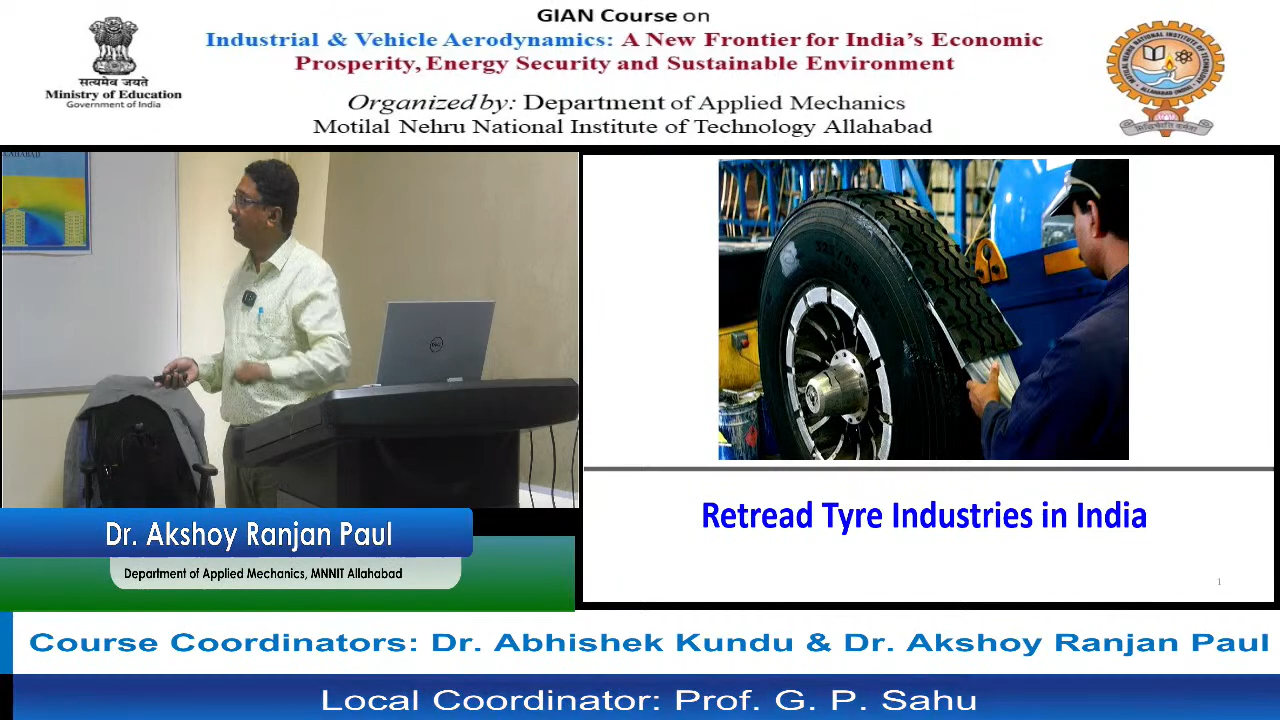 GIAN Course on
Industrial & Vehicle Aerodynamics: A New Frontier for India's Economic
Prosperity, Energy Security and Sustainable Environment
Organized by: Department of Applied Mechanics
Motilal Nehru National Institute of Technology Allahabad
सत्यमेव जयते
Ministry of Education
Government of India
Retread Tyre Industries in India
1
Dr. Akshoy Ranjan Paul
Department of Applied Mechanics, MNNIT Allahabad
Course Coordinators: Dr. Abhishek Kundu & Dr. Akshoy Ranjan Paul
Local Coordinator: Prof. G. P. Sahu